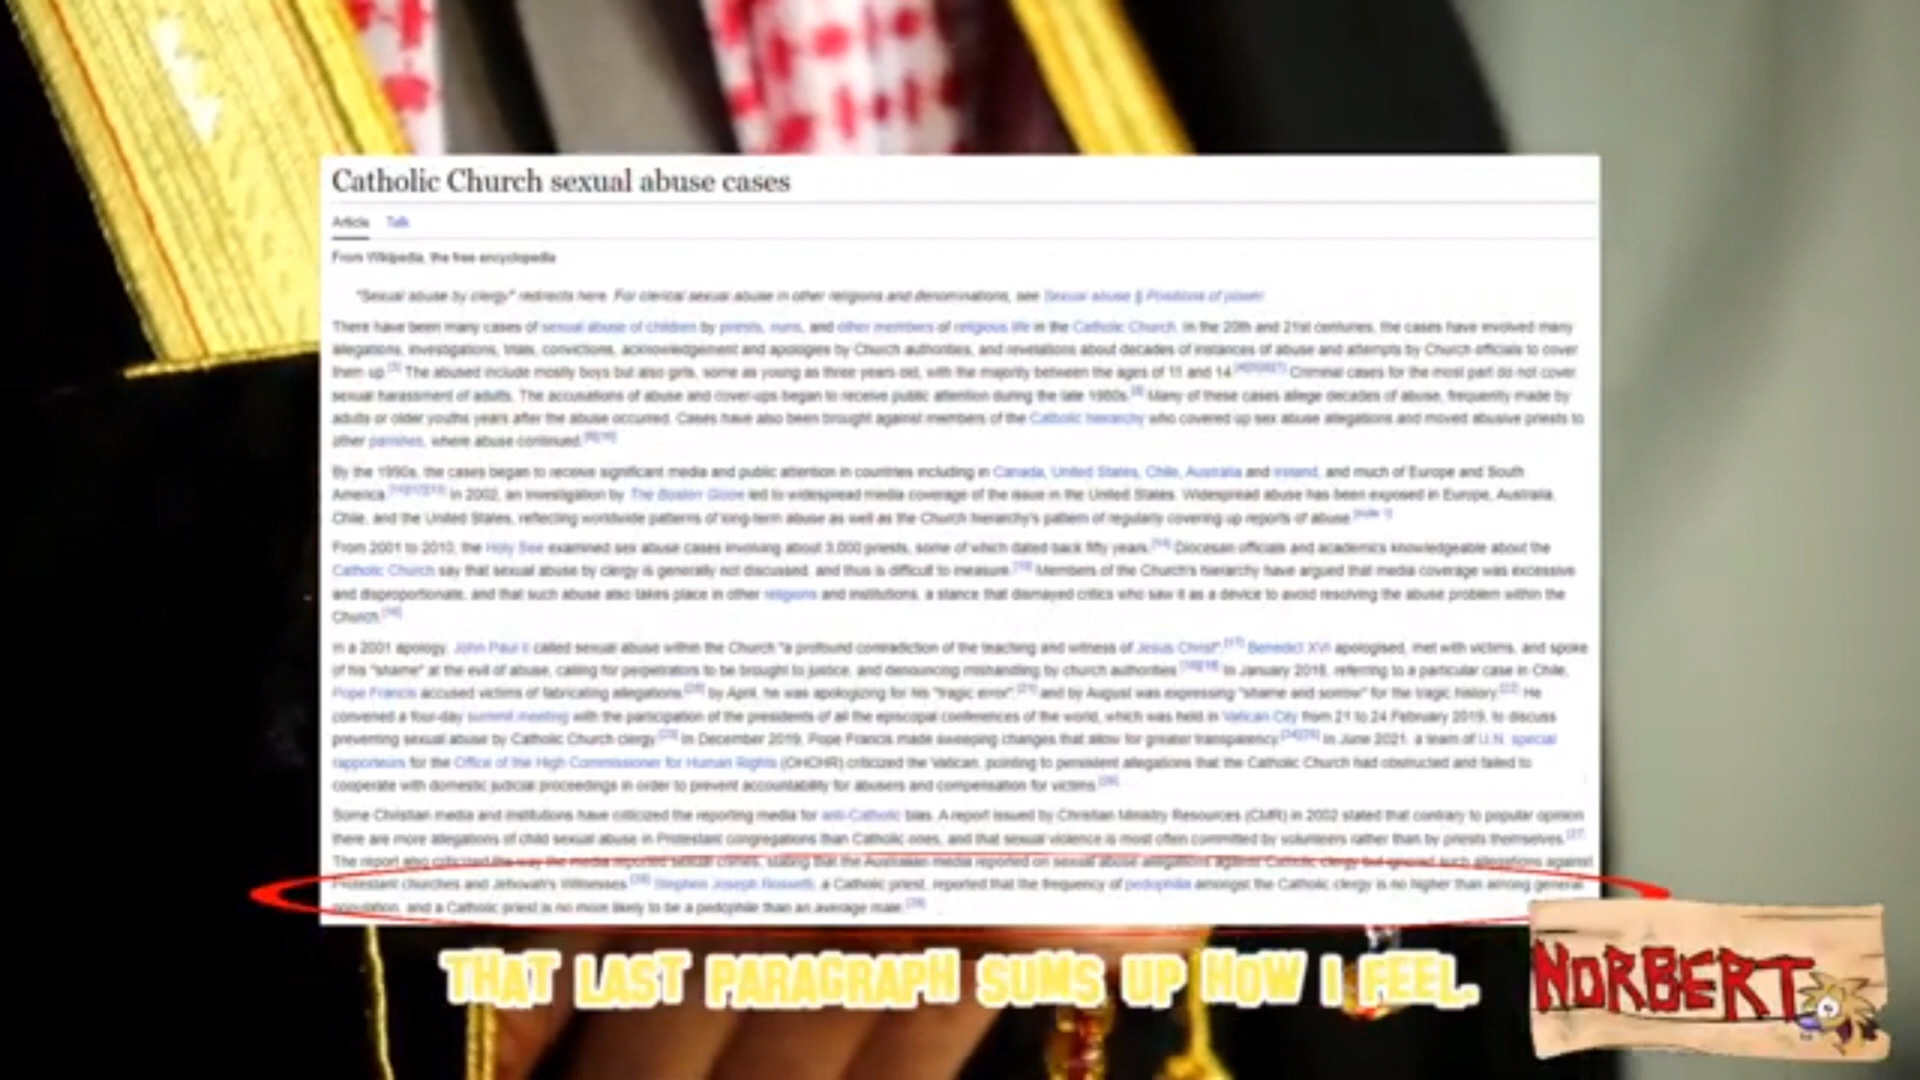 Catholic Church sexual abuse cases
Article Talk
From Wikipedia, the free encyclopedia
"Sexual abuse by clergy" redirects here. For clerical sexual abuse in other religions and denominations, see Sexual abuse § Positions of power.
There have been many cases of sexual abuse of children by priests, nuns, and other members of religious life in the Catholic Church. In the 20th and 21st centuries, the cases have involved many
allegations, investigations, trials, convictions, acknowledgement and apologies by Church authorities, and revelations about decades of instances of abuse and attempts by Church officials to cover
them up. The abused include mostly boys but also girls, some as young as three years old, with the majority between the ages of 11 and 14. Criminal cases for the most part do not cover
sexual harassment of adults. The accusations of abuse and cover-ups began to receive public attention during the late 1980s. Many of these cases allege decades of abuse, frequently made by
adults or older youths years after the abuse occurred. Cases have also been brought against members of the Catholic hierarchy who covered up sex abuse allegations and moved abusive priests to
other parishes, where abuse continued.
By the 1990s, the cases began to receive significant media and public attention in countries including in Canada, United States, Chile, Australia and Ireland, and much of Europe and South
America. In 2002, an investigation by The Boston Globe led to widespread media coverage of the issue in the United States. Widespread abuse has been exposed in Europe, Australia,
Chile, and the United States, reflecting worldwide patterns of long-term abuse as well as the Church hierarchy's pattern of regularly covering up reports of abuse.[note 1]
From 2001 to 2010, the Holy See examined sex abuse cases involving about 3,000 priests, some of which dated back fifty years. Diocesan officials and academics knowledgeable about the
Catholic Church say that sexual abuse by clergy is generally not discussed, and thus is difficult to measure. Members of the Church's hierarchy have argued that media coverage was excessive
and disproportionate, and that such abuse also takes place in other religions and institutions, a stance that dismayed critics who saw it as a device to avoid resolving the abuse problem within the
Church.
In a 2001 apology, John Paul II called sexual abuse within the Church "a profound contradiction of the teaching and witness of Jesus Christ". Benedict XVI apologised, met with victims, and spoke
of his "shame" at the evil of abuse, calling for perpetrators to be brought to justice, and denouncing mishandling by church authorities. In January 2018, referring to a particular case in Chile,
Pope Francis accused victims of fabricating allegations, by April, he was apologizing for his "tragic error", and by August was expressing "shame and sorrow" for the tragic history. He
convened a four-day summit meeting with the participation of the presidents of all the episcopal conferences of the world, which was held in Vatican City from 21 to 24 February 2019, to discuss
preventing sexual abuse by Catholic Church clergy. In December 2019, Pope Francis made sweeping changes that allow for greater transparency. In June 2021, a team of U.N. special
rapporteurs for the Office of the High Commissioner for Human Rights (OHCHR) criticized the Vatican, pointing to persistent allegations that the Catholic Church had obstructed and failed to
cooperate with domestic judicial proceedings in order to prevent accountability for abusers and compensation for victims.
Some Christian media and institutions have criticized the reporting media for anti-Catholic bias. A report issued by Christian Ministry Resources (CMR) in 2002 stated that contrary to popular opinion
there are more allegations of child sexual abuse in Protestant congregations than Catholic ones, and that sexual violence is most often committed by volunteers rather than by priests themselves.
The report also criticized the way the media reported sexual crimes, stating that the Australian media reported on sexual abuse allegations against Catholic clergy but ignored such allegations against
Protestant churches and Jehovah's Witnesses. Stephen Joseph Rossetti, a Catholic priest, reported that the frequency of pedophilia amongst the Catholic clergy is no higher than among general
population, and a Catholic priest is no more likely to be a pedophile than an average male.
THAT LAST PARAGRAPH SUMS UP HOW I FEEL.
NORBERT